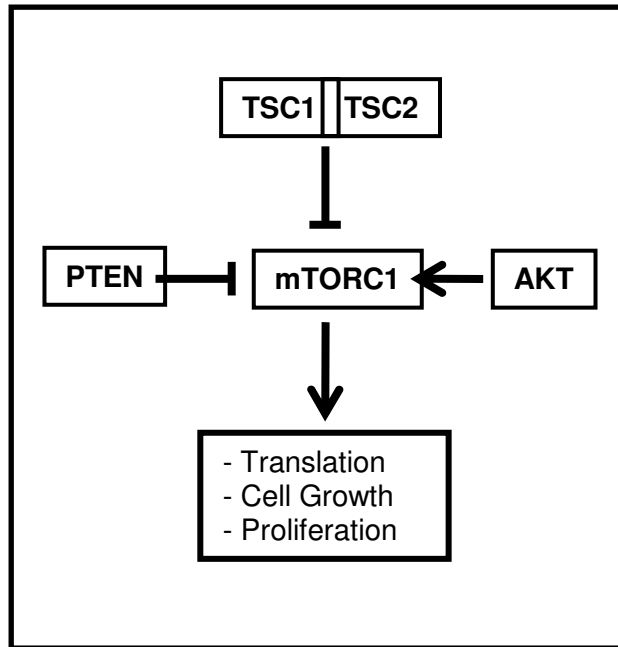 TSC1 TSC2
PTEN mTORC1 AKT
- Translation
- Cell Growth
- Proliferation